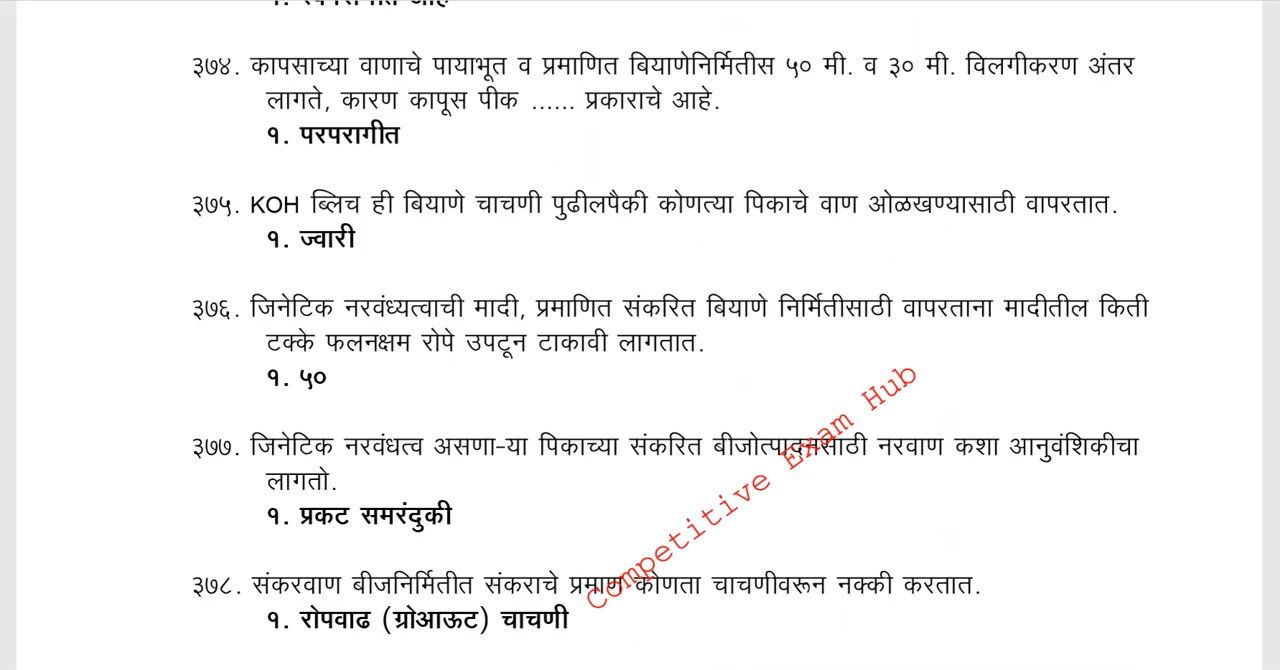 ३७४. कापसाच्या वाणाचे पायाभूत व प्रमाणित बियाणेनिर्मितीस ५० मी. व ३० मी. विलगीकरण अंतर
लागते, कारण कापूस पीक ...... प्रकाराचे आहे.
१. परपरागीत
३७५. KOH ब्लिच ही बियाणे चाचणी पुढीलपैकी कोणत्या पिकाचे वाण ओळखण्यासाठी वापरतात.
१. ज्वारी
३७६. जिनेटिक नरवंध्यत्वाची मादी, प्रमाणित संकरित बियाणे निर्मितीसाठी वापरताना मादीतील किती
टक्के फलनक्षम रोपे उपटून टाकावी लागतात.
१. ५०
३७७. जिनेटिक नरवंधत्व असणा-या पिकाच्या संकरित बीजोत्पादनासाठी नरवाण कशा आनुवंशिकीचा
लागतो.
१. प्रकट समरंदुकी
३७८. संकरवाण बीजनिर्मितीत संकराचे प्रमाण कोणता चाचणीवरून नक्की करतात.
१. रोपवाढ (ग्रोआऊट) चाचणी
Competitive Exam Hub